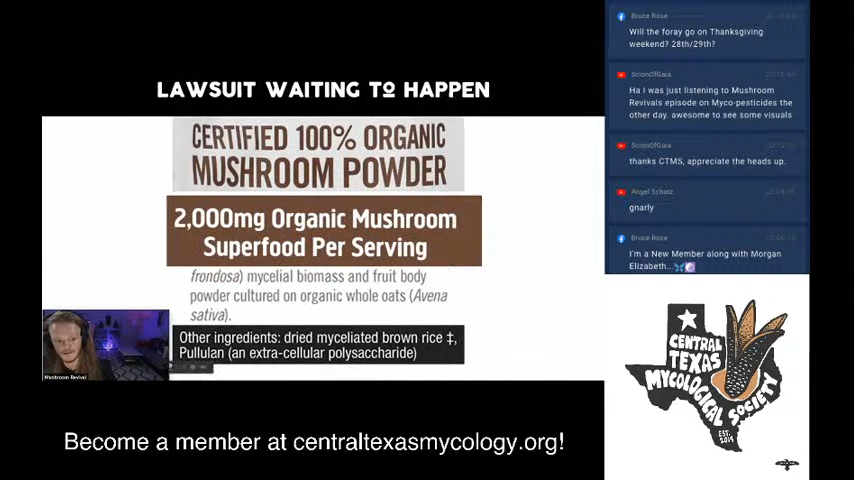 LAWSUIT WAITING TO HAPPEN
CERTIFIED 100% ORGANIC
MUSHROOM POWDER
2,000mg Organic Mushroom
Superfood Per Serving
frondosa) mycelial biomass and fruit body
powder cultured on organic whole oats (Avena
sativa).
Other ingredients: dried myceliated brown rice ‡,
Pullulan (an extra-cellular polysaccharide)
Mushroom Revival
Become a member at centraltexasmycology.org!
Bruce Rose
Will the foray go on Thanksgiving
weekend? 28th/29th?
ScionOfGaia
Ha I was just listening to Mushroom
Revivals episode on Myco-pesticides the
other day. awesome to see some visuals
ScionOfGaia
thanks CTMS, appreciate the heads up.
Angel Schatz
gnarly
Bruce Rose
I'm a New Member along with Morgan
Elizabeth...
CENTRAL
TEXAS
MYCOLOGICAL SOCIETY
EST.
2019